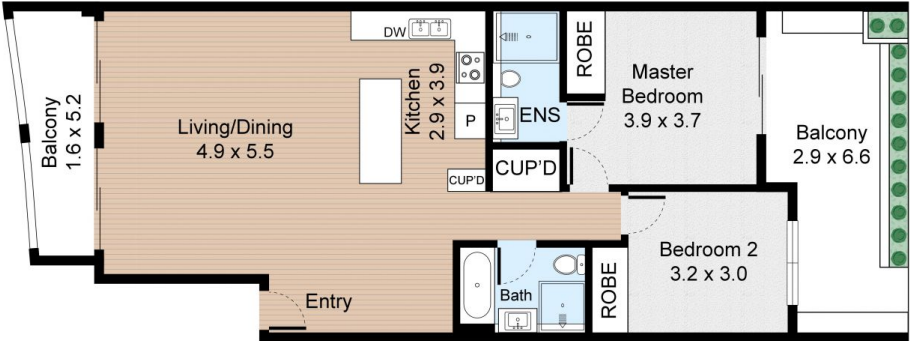 Balcony
1.6 x 5.2
Living/Dining
4.9 x 5.5
DW
Kitchen
2.9 x 3.9
P
CUP'D
ENS
CUP'D
ROBE
Master
Bedroom
3.9 x 3.7
Balcony
2.9 x 6.6
Bedroom 2
3.2 x 3.0
ROBE
Bath
Entry